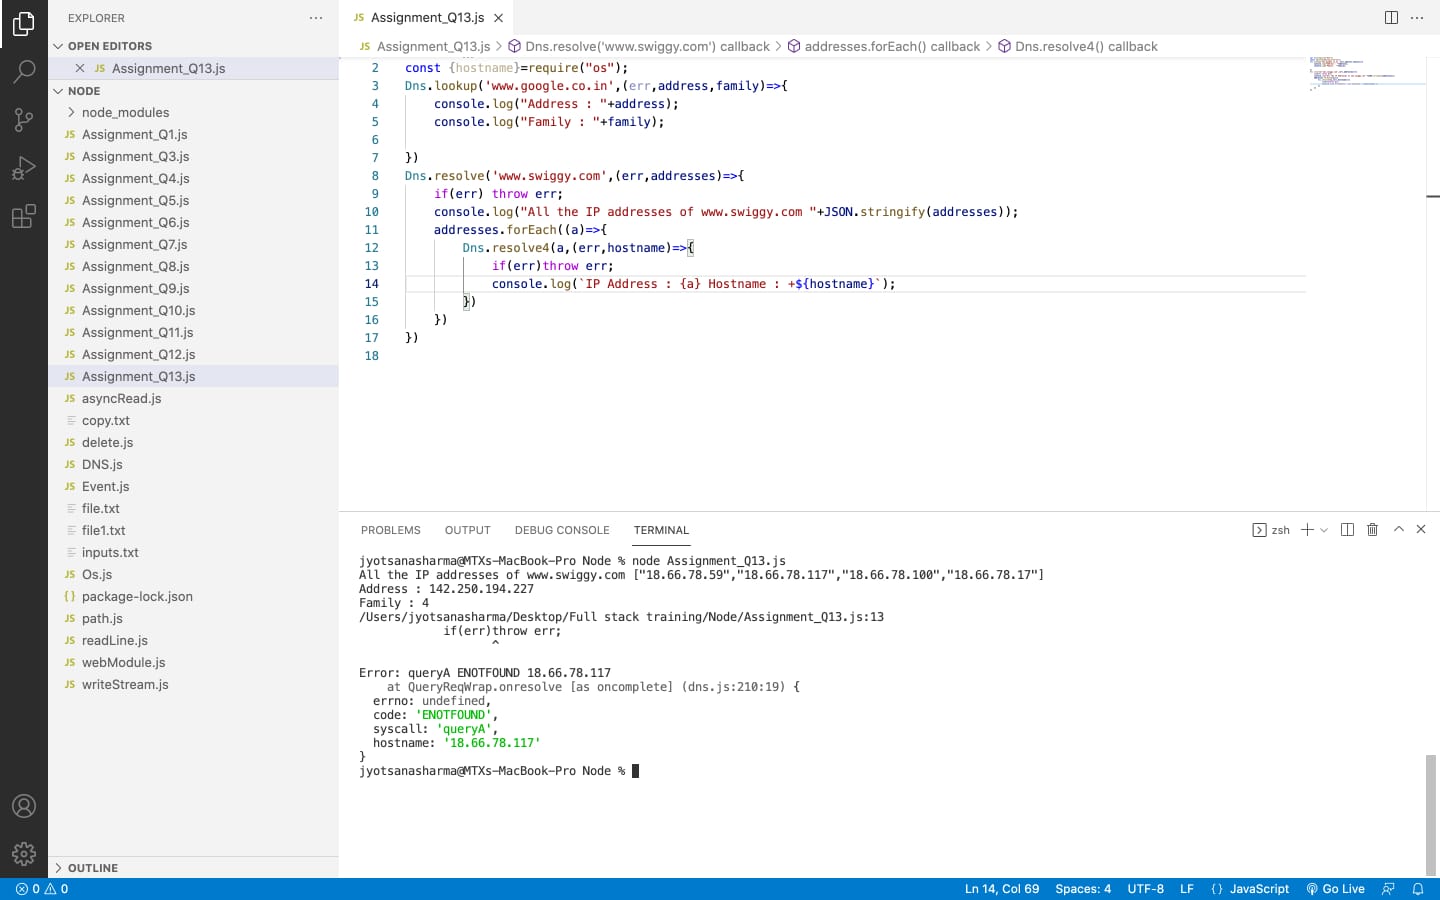 EXPLORER
OPEN EDITORS
JS Assignment_Q13.js
NODE
node_modules
JS Assignment_Q1.js
JS Assignment_Q3.js
JS Assignment_Q4.js
JS Assignment_Q5.js
JS Assignment_Q6.js
JS Assignment_Q7.js
JS Assignment_Q8.js
JS Assignment_Q9.js
JS Assignment_Q10.js
JS Assignment_Q11.js
JS Assignment_Q12.js
JS Assignment_Q13.js
JS asyncRead.js
copy.txt
JS delete.js
JS DNS.js
JS Event.js
file.txt
file1.txt
inputs.txt
JS Os.js
{} package-lock.json
JS path.js
JS readLine.js
JS webModule.js
JS writeStream.js
OUTLINE
JS Assignment_Q13.js
JS Assignment_Q13.js > Dns.resolve('www.swiggy.com') callback > addresses.forEach() callback > Dns.resolve4() callback
2 const {hostname}=require("os");
3 Dns.lookup('www.google.co.in',(err,address,family)=>{
4 console.log("Address : "+address);
5 console.log("Family : "+family);
6
7 })
8 Dns.resolve('www.swiggy.com',(err,addresses)=>{
9 if(err) throw err;
10 console.log("All the IP addresses of www.swiggy.com "+JSON.stringify(addresses));
11 addresses.forEach((a)=>{
12 Dns.resolve4(a,(err,hostname)=>{
13 if(err)throw err;
14 console.log(`IP Address : {a} Hostname : +${hostname}`);
15 })
16 })
17 })
18
PROBLEMS OUTPUT DEBUG CONSOLE TERMINAL zsh
jyotsanasharma@MTXs-MacBook-Pro Node % node Assignment_Q13.js
All the IP addresses of www.swiggy.com ["18.66.78.59","18.66.78.117","18.66.78.100","18.66.78.17"]
Address : 142.250.194.227
Family : 4
/Users/jyotsanasharma/Desktop/Full stack training/Node/Assignment_Q13.js:13
if(err)throw err;
^
Error: queryA ENOTFOUND 18.66.78.117
at QueryReqWrap.onresolve [as oncomplete] (dns.js:210:19) {
errno: undefined,
code: 'ENOTFOUND',
syscall: 'queryA',
hostname: '18.66.78.117'
}
jyotsanasharma@MTXs-MacBook-Pro Node %
0 0 Ln 14, Col 69 Spaces: 4 UTF-8 LF {} JavaScript Go Live